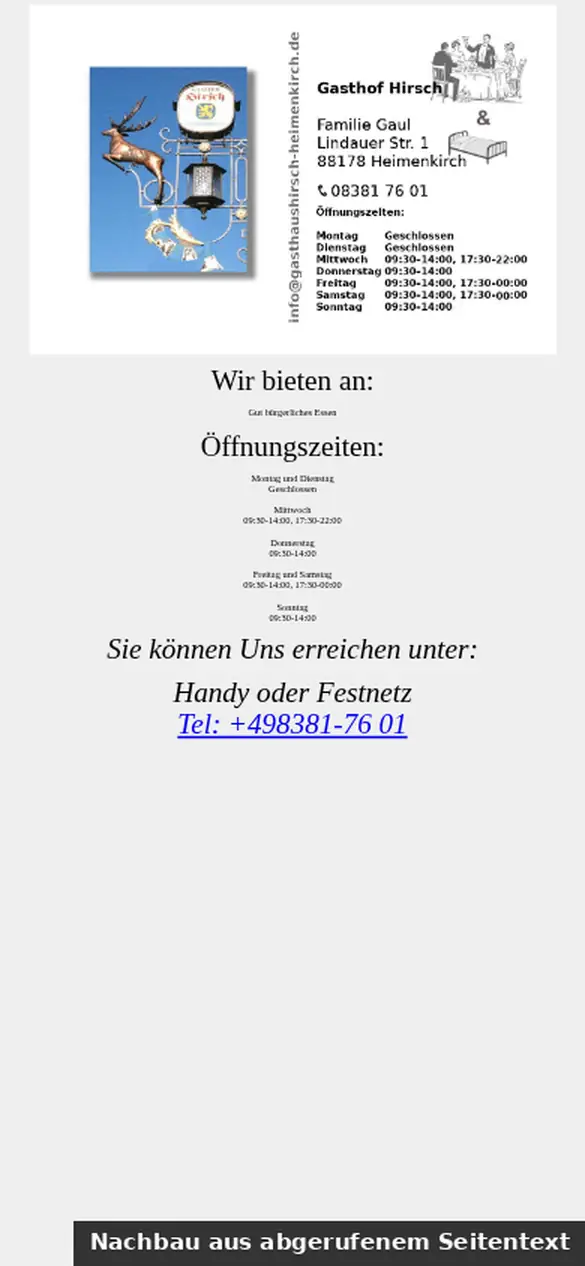 Hirsch
info@gasthaushirsch-heimenkirch.de
Gasthof Hirsch
&
Familie Gaul
Lindauer Str. 1
88178 Heimenkirch
08381 76 01
Öffnungszeiten:
Montag Geschlossen
Dienstag Geschlossen
Mittwoch 09:30-14:00, 17:30-22:00
Donnerstag 09:30-14:00
Freitag 09:30-14:00, 17:30-00:00
Samstag 09:30-14:00, 17:30-00:00
Sonntag 09:30-14:00
Wir bieten an:
Gut bürgerliches Essen
Öffnungszeiten:
Montag und Dienstag
Geschlossen
Mittwoch
09:30-14:00, 17:30-22:00
Donnerstag
09:30-14:00
Freitag und Samstag
09:30-14:00, 17:30-00:00
Sonntag
09:30-14:00
Sie können Uns erreichen unter:
Handy oder Festnetz
Tel: +498381-76 01
Nachbau aus abgerufenem Seitentext